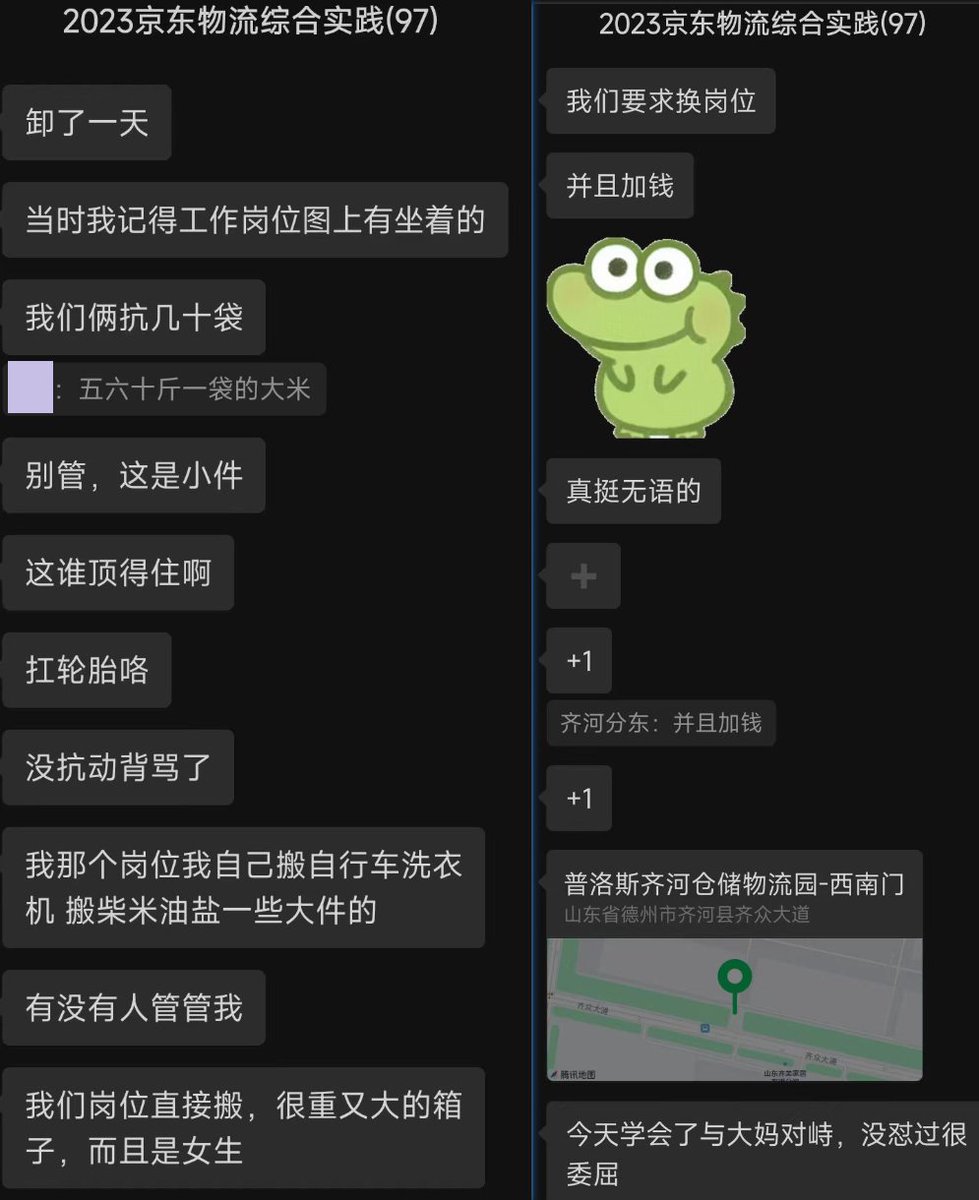 2023京东物流综合实践(97)
卸了一天
当时我记得工作岗位图上有坐着的
我们俩抗几十袋
：五六十斤一袋的大米
别管，这是小件
这谁顶得住啊
扛轮胎咯
没抗动背骂了
我那个岗位我自己搬自行车洗衣
机 搬柴米油盐一些大件的
有没有人管管我
我们岗位直接搬，很重又大的箱
子，而且是女生
2023京东物流综合实践(97)
我们要求换岗位
并且加钱
真挺无语的
+
+1
齐河分东：并且加钱
+1
普洛斯齐河仓储物流园-西南门
山东省德州市齐河县齐众大道
齐众大道
齐众大道
腾讯地图
今天学会了与大妈对峙，没怼过很
委屈